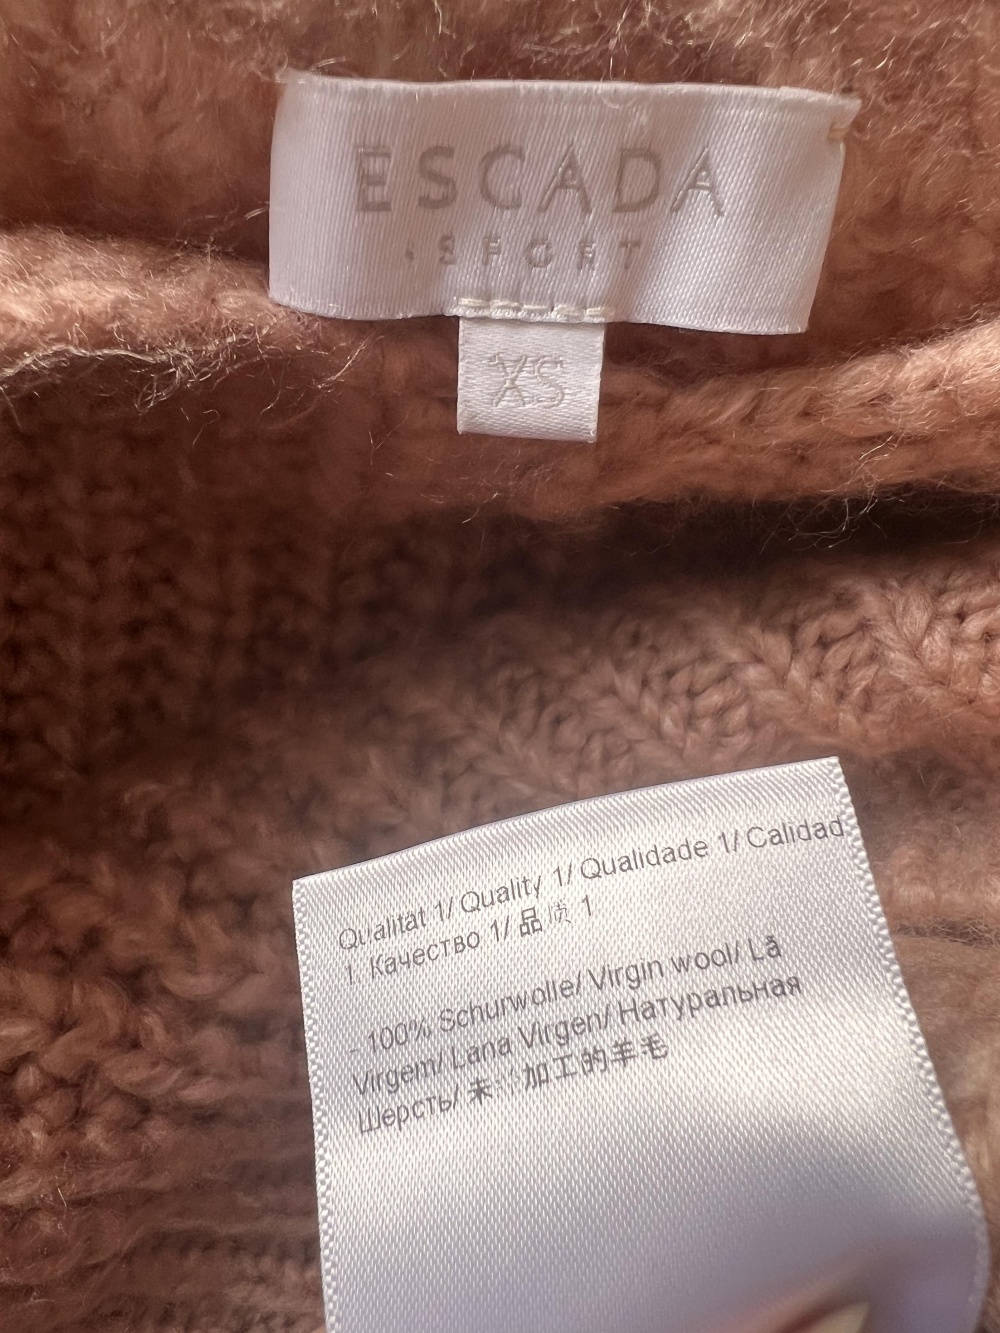 ESCADA
SPORT
XS
Qualität 1/ Quality 1/ Qualidade 1/ Calidad
1 Качество 1/ 品质 1
- 100% Schurwolle/ Virgin wool/ Lã
Virgem/ Lana Virgen/ Натуральная
Шерсть/ 未 加工的羊毛